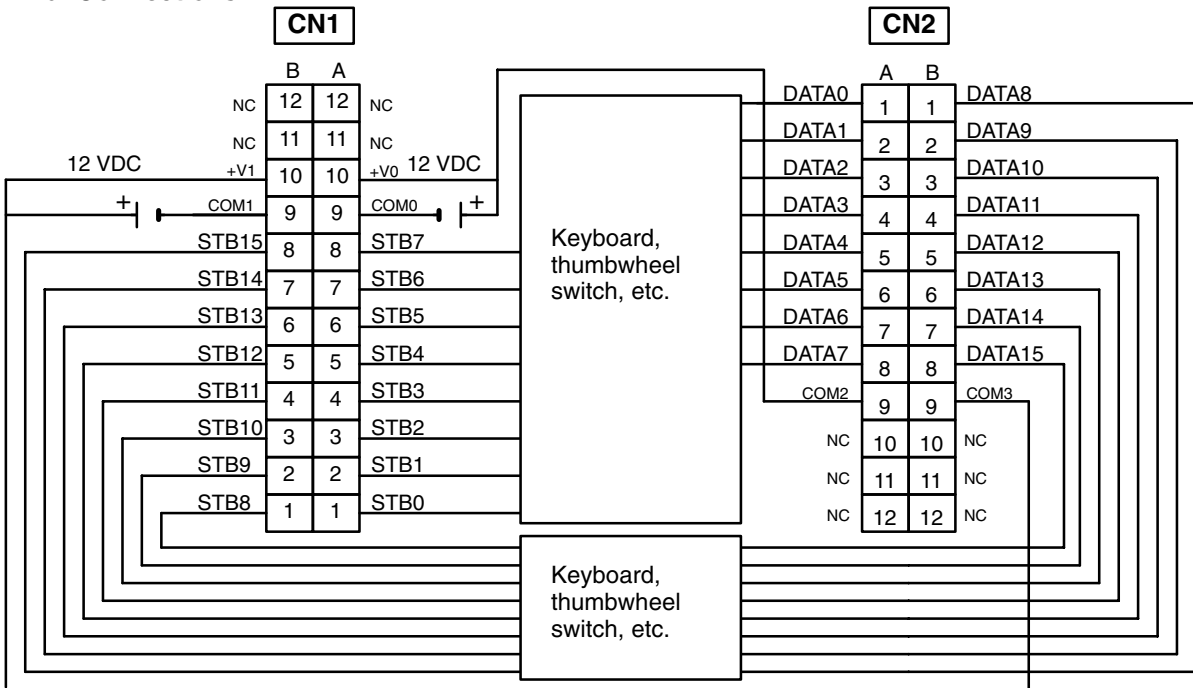 CN1 CN2
B A A B
NC 12 12 NC DATA0 1 1 DATA8
NC 11 11 NC DATA1 2 2 DATA9
12 VDC +V1 10 10 +V0 12 VDC DATA2 3 3 DATA10
+ COM1 9 9 COM0 + DATA3 4 4 DATA11
STB15 8 8 STB7 DATA4 5 5 DATA12
STB14 7 7 STB6 DATA5 6 6 DATA13
STB13 6 6 STB5 DATA6 7 7 DATA14
STB12 5 5 STB4 DATA7 8 8 DATA15
STB11 4 4 STB3 COM2 9 9 COM3
STB10 3 3 STB2 NC 10 10 NC
STB9 2 2 STB1 NC 11 11 NC
STB8 1 1 STB0 NC 12 12 NC
Keyboard,
thumbwheel
switch, etc.
Keyboard,
thumbwheel
switch, etc.